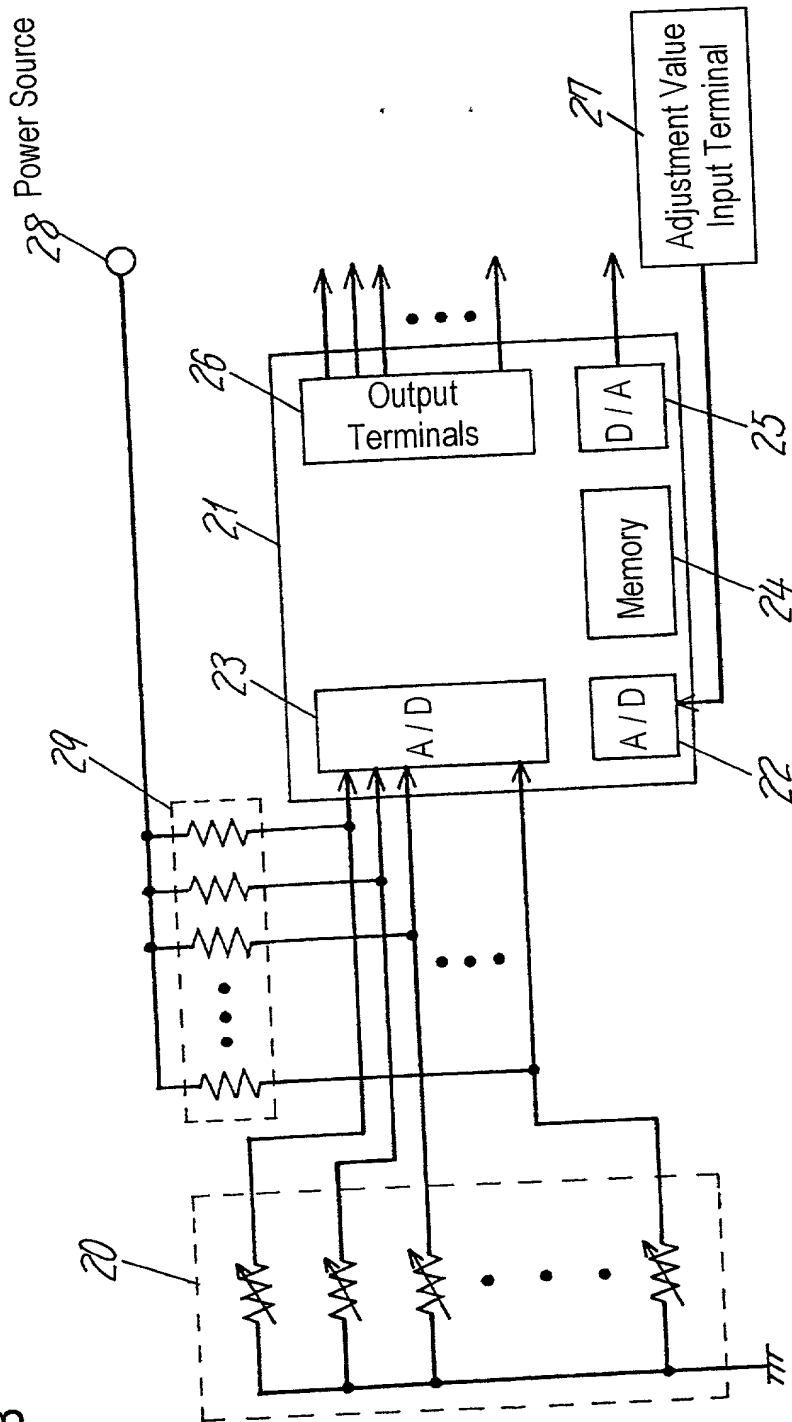 28 Power Source
29
26
21
23
20
Output
Terminals
A / D
D / A
Memory
A / D
27
Adjustment Value
Input Terminal
25
24
22